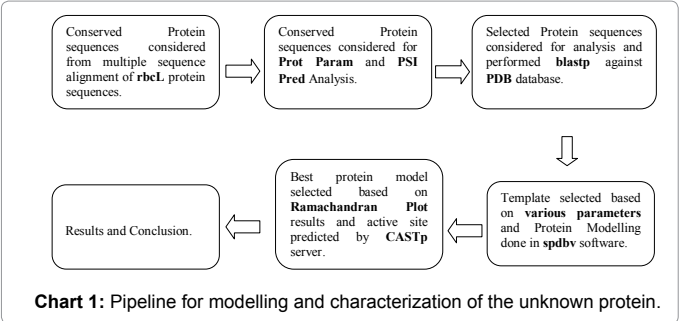 Conserved Protein
sequences considered
from multiple sequence
alignment of rbcL protein
sequences.
Conserved Protein
sequences considered for
Prot Param and PSI
Pred Analysis.
Selected Protein sequences
considered for analysis and
performed blastp against
PDB database.
Template selected based
on various parameters
and Protein Modelling
done in spdbv software.
Best protein model
selected based on
Ramachandran Plot
results and active site
predicted by CASTp
server.
Results and Conclusion.
Chart 1: Pipeline for modelling and characterization of the unknown protein.